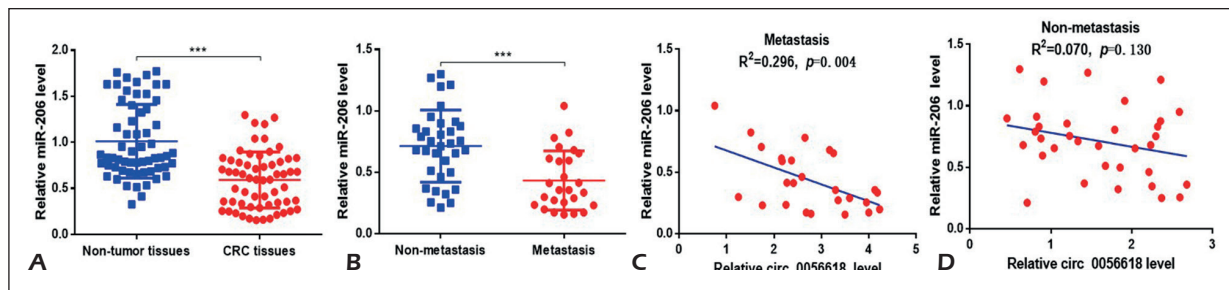 Relative miR-206 level
2.0
1.5
1.0
0.5
0.0
***
Non-tumor tissues
CRC tissues
A
Relative miR-206 level
1.5
1.0
0.5
0.0
***
Non-metastasis
Metastasis
B
Metastasis
R²=0.296, p=0.004
Relative miR-206 level
1.5
1.0
0.5
0.0
0
1
2
3
4
5
Relative circ_0056618 level
C
Non-metastasis
R²=0.070, p=0.130
Relative miR-206 level
1.5
1.0
0.5
0.0
0
1
2
3
Relative circ_0056618 level
D